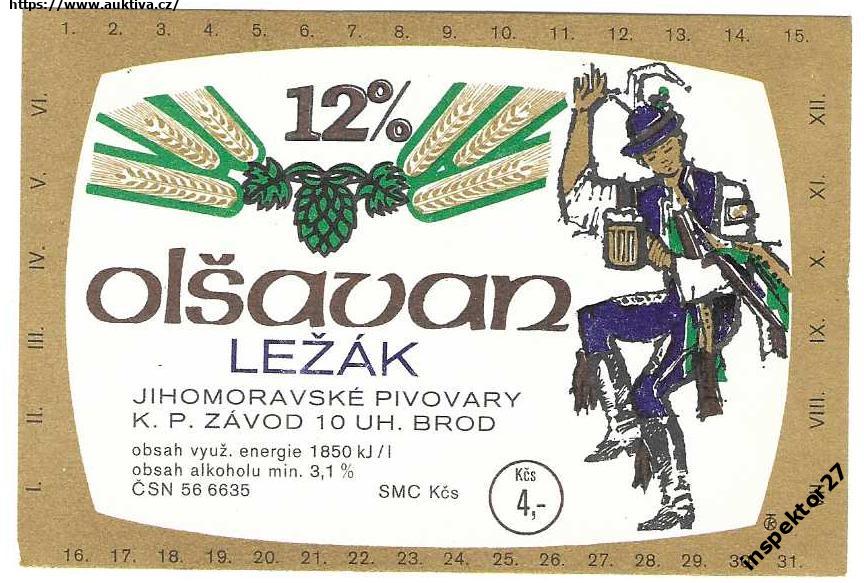 https://www.auktiva.cz/
1. 2. 3. 4. 5. 6. 7. 8. 9. 10. 11. 12. 13. 14. 15.
VI. V. IV. III. II. I.
12%
olšavan
LEŽÁK
JIHOMORAVSKÉ PIVOVARY
K. P. ZÁVOD 10 UH. BROD
obsah využ. energie 1850 kJ/l
obsah alkoholu min. 3,1 %
ČSN 56 6635 SMC Kčs
Kčs
4,-
XII. XI. X. IX. VIII.
16. 17. 18. 19. 20. 21. 22. 23. 24. 25. 26. 27. 28. 29. 30. 31.
inspektor27